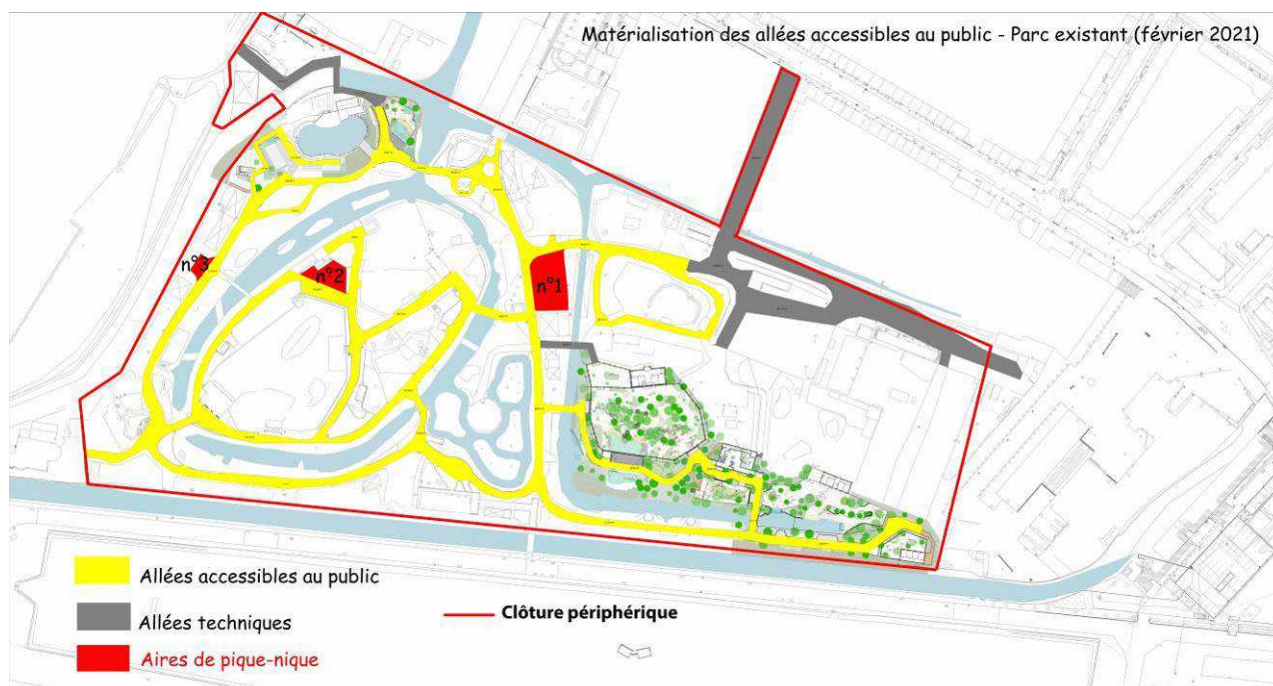 Matérialisation des allées accessibles au public - Parc existant (février 2021)
n°3
n°2
n°1
Allées accessibles au public
Allées techniques
Clôture périphérique
Aires de pique-nique